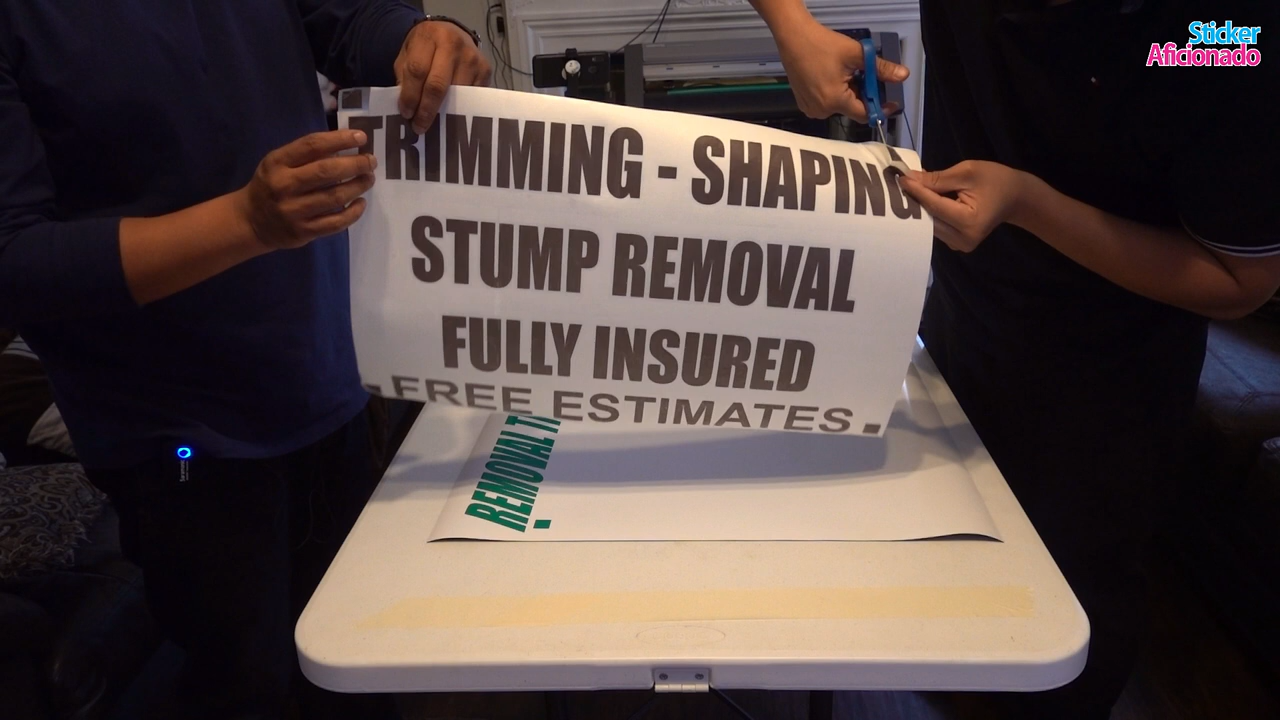 Sticker
Aficionado
TRIMMING - SHAPING
STUMP REMOVAL
FULLY INSURED
FREE ESTIMATES
REMOVAL